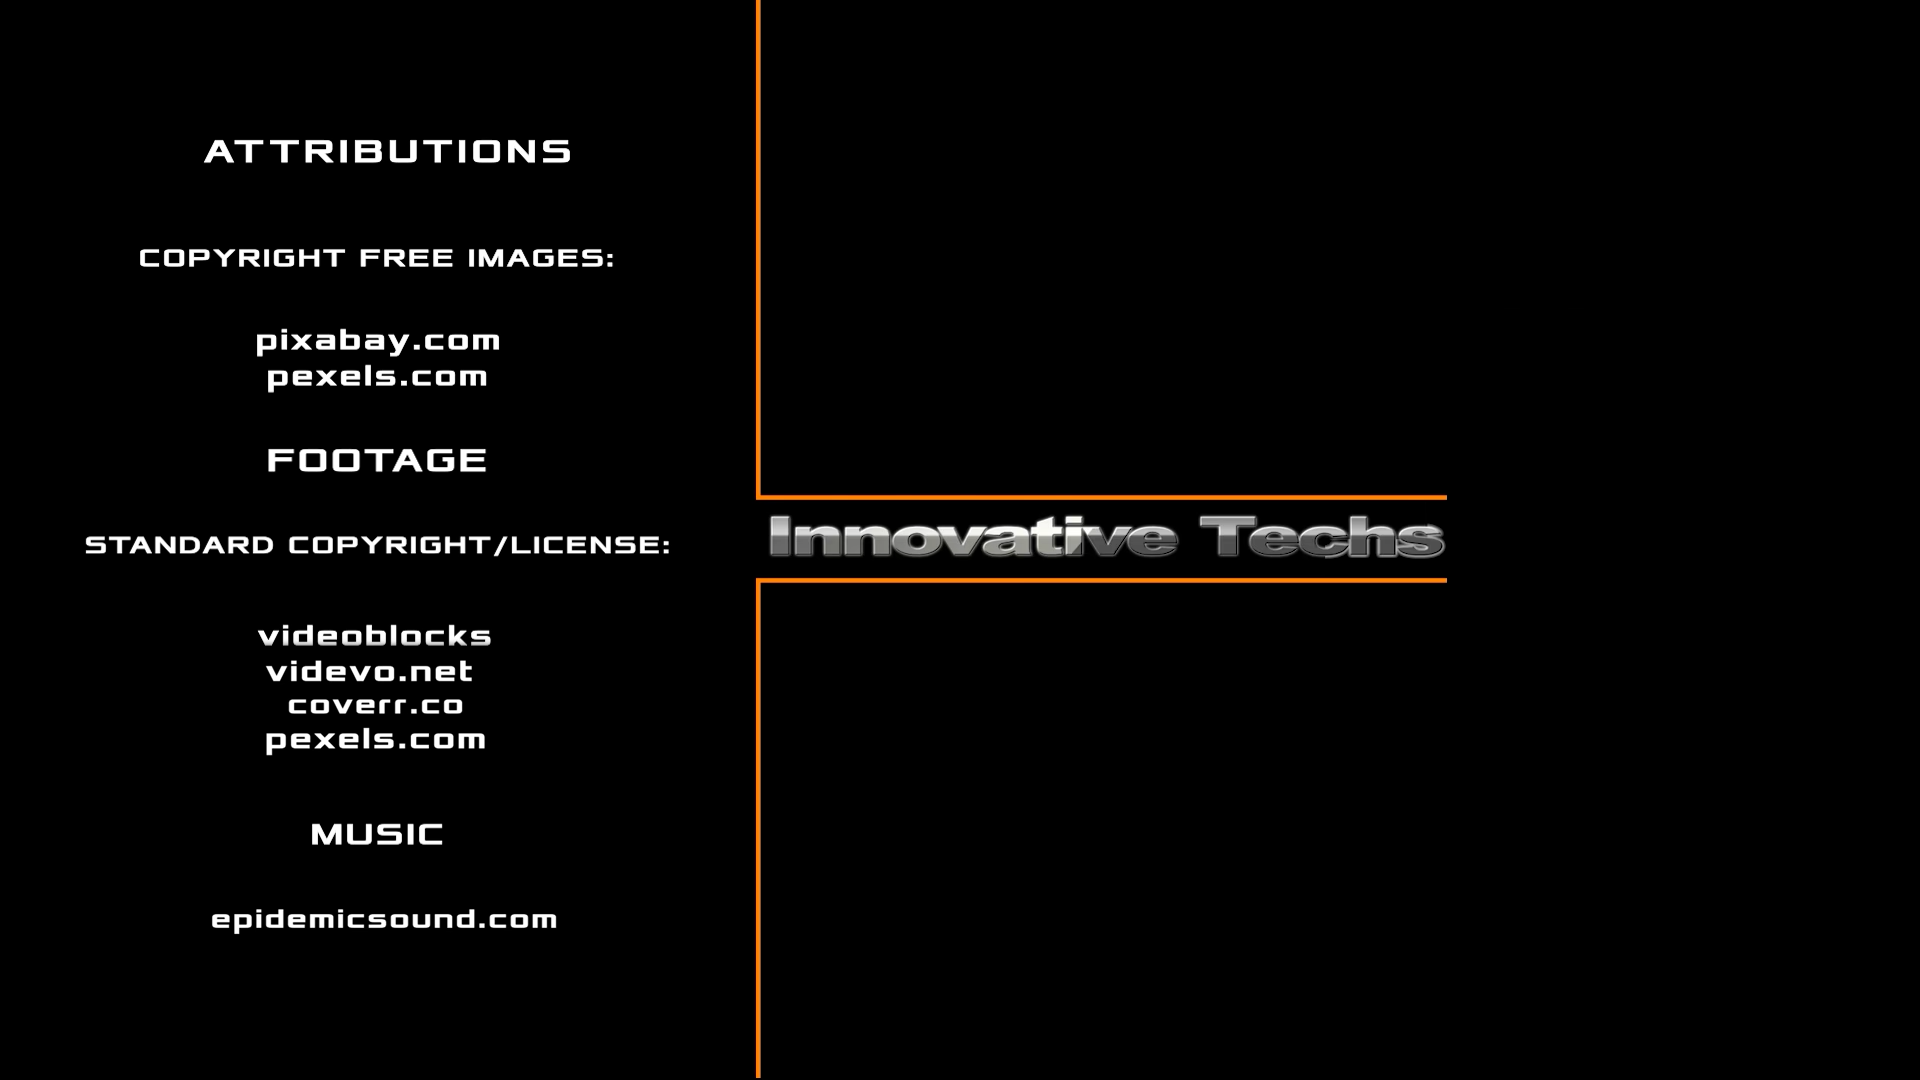 ATTRIBUTIONS
COPYRIGHT FREE IMAGES:
pixabay.com
pexels.com
FOOTAGE
STANDARD COPYRIGHT/LICENSE:
videoblocks
videvo.net
coverr.co
pexels.com
MUSIC
epidemicsound.com
Innovative Techs